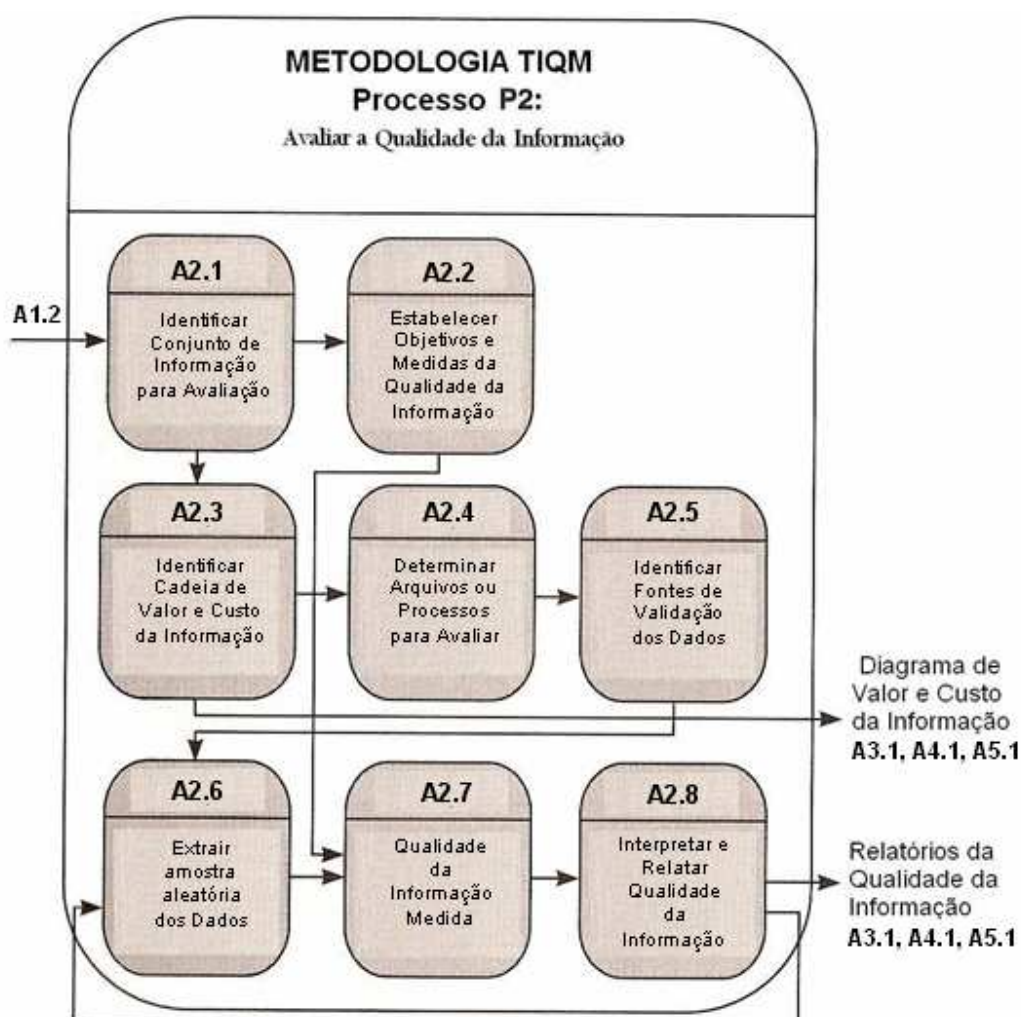 METODOLOGIA TIQM
Processo P2:
Avaliar a Qualidade da Informação
A1.2
A2.1
Identificar
Conjunto de
Informação
para Avaliação
A2.2
Estabelecer
Objetivos e
Medidas da
Qualidade da
Informação
A2.3
Identificar
Cadeia de
Valor e Custo
da Informação
A2.4
Determinar
Arquivos ou
Processos
para Avaliar
A2.5
Identificar
Fontes de
Validação
dos Dados
Diagrama de
Valor e Custo
da Informação
A3.1, A4.1, A5.1
A2.6
Extrair
amostra
aleatória
dos Dados
A2.7
Qualidade
da
Informação
Medida
A2.8
Interpretar e
Relatar
Qualidade
da
Informação
Relatórios da
Qualidade da
Informação
A3.1, A4.1, A5.1